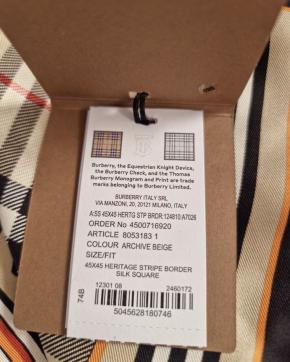 Burberry, the Equestrian Knight Device,
the Burberry Check, and the Thomas
Burberry Monogram and Print are trade
marks belonging to Burberry Limited.
BURBERRY ITALY SRL
VIA MANZONI, 20, 20121 MILANO, ITALY
A:SS 45X45 HERTG STP BRDR:124810 A7026
ORDER No 4500716920
ARTICLE 8053183 1
COLOUR ARCHIVE BEIGE
SIZE/FIT
45X45 HERITAGE STRIPE BORDER
SILK SQUARE
74B
12301 08 2460172
5045628180746